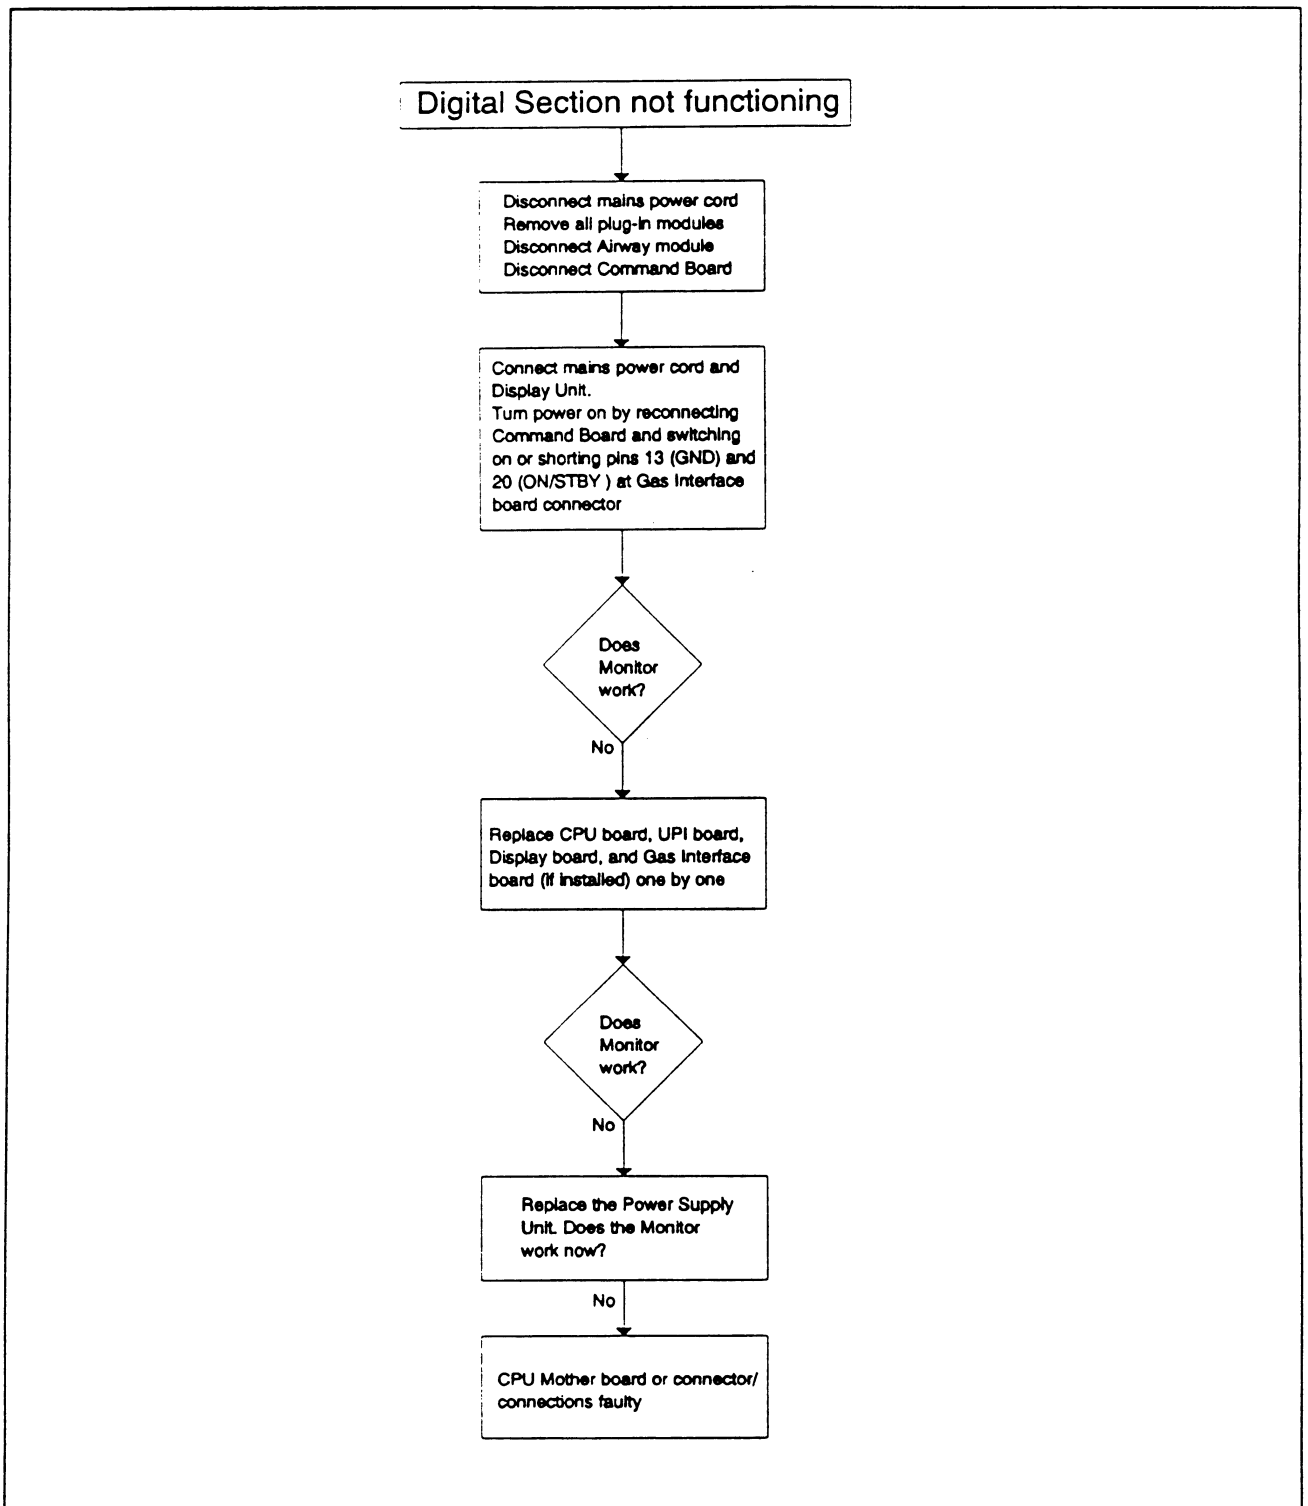 Digital Section not functioning
Disconnect mains power cord
Remove all plug-in modules
Disconnect Airway module
Disconnect Command Board
Connect mains power cord and
Display Unit.
Turn power on by reconnecting
Command Board and switching
on or shorting pins 13 (GND) and
20 (ON/STBY ) at Gas Interface
board connector
Does
Monitor
work?
No
Replace CPU board, UPI board,
Display board, and Gas Interface
board (if installed) one by one
Does
Monitor
work?
No
Replace the Power Supply
Unit. Does the Monitor
work now?
No
CPU Mother board or connector/
connections faulty